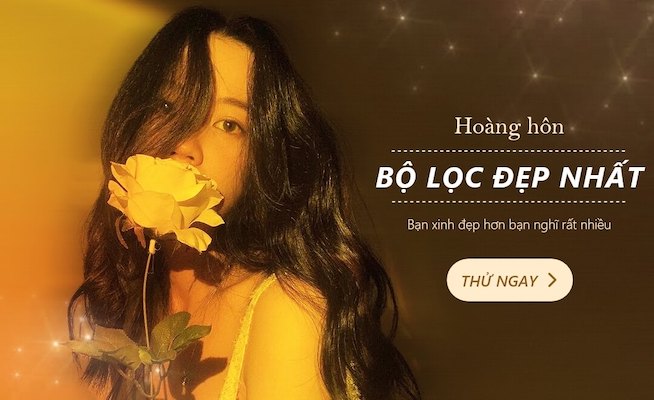 Hoàng hôn
BỘ LỌC ĐẸP NHẤT
Bạn xinh đẹp hơn bạn nghĩ rất nhiều
THỬ NGAY